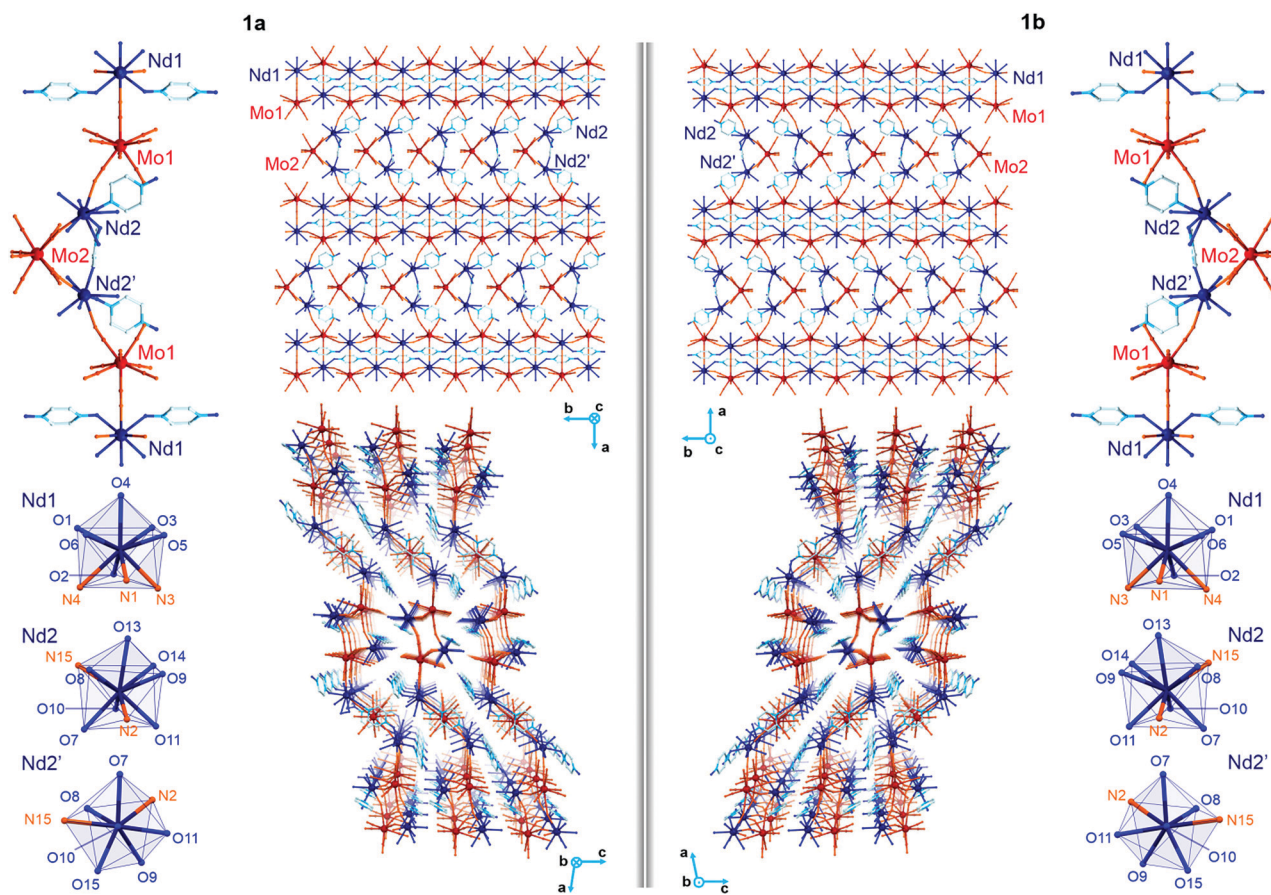 1a
1b
Nd1
Mo1
Nd2
Mo2
Nd2'
Mo1
Nd1
Nd1
Mo1
Mo2
Nd2
Nd2'
b
c
a
Nd1
Mo1
Nd2
Nd2'
Mo2
a
b
c
Nd1
Mo1
Nd2
Mo2
Nd2'
Mo1
Nd1
Nd1
O4
O1
O3
O6
O5
O2
N4
N1
N3
Nd2
O13
N15
O14
O8
O9
O10
N2
O7
O11
Nd2'
O7
O8
N2
N15
O11
O10
O15
O9
b
c
a
a
b
c
Nd1
O4
O3
O1
O5
O6
O2
N3
N1
N4
Nd2
O13
O14
N15
O9
O8
O10
N2
O11
O7
Nd2'
O7
N2
O8
O11
N15
O10
O9
O15